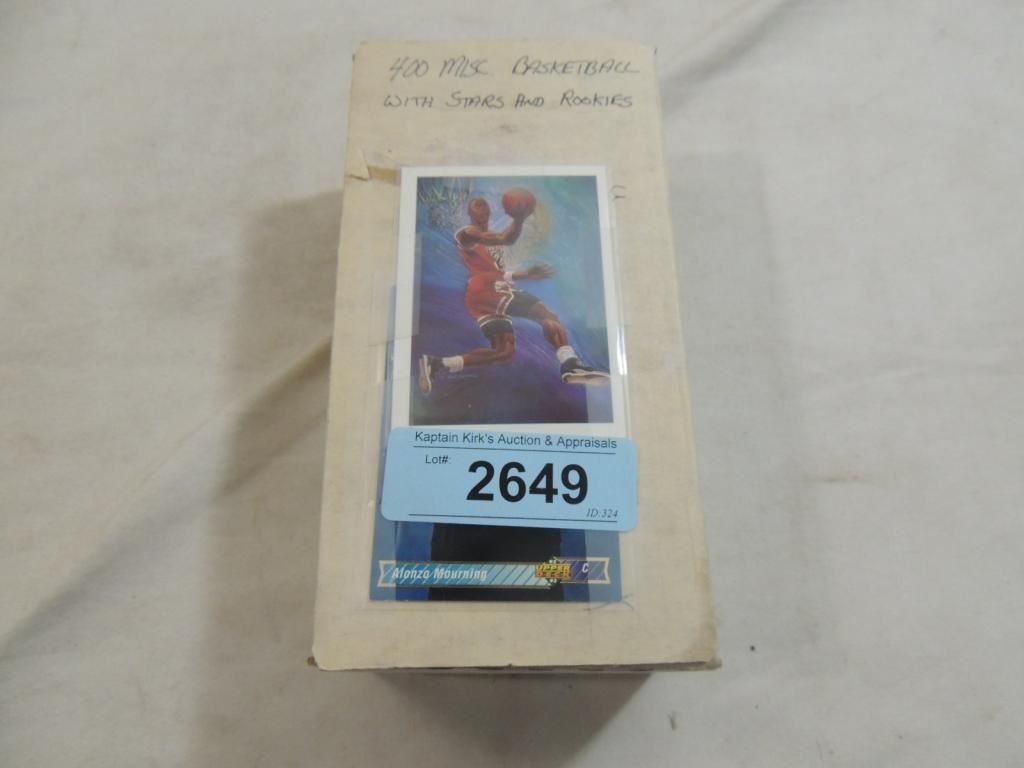 400 MISC. BASKETBALL
WITH STARS AND ROOKIES
Kaptain Kirk's Auction & Appraisals
Lot#:
2649
ID:324
Alonzo Mourning
UPPER DECK
C